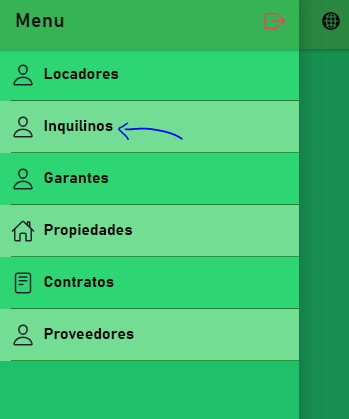 Menu
Locadores
Inquilinos
Garantes
Propiedades
Contratos
Proveedores